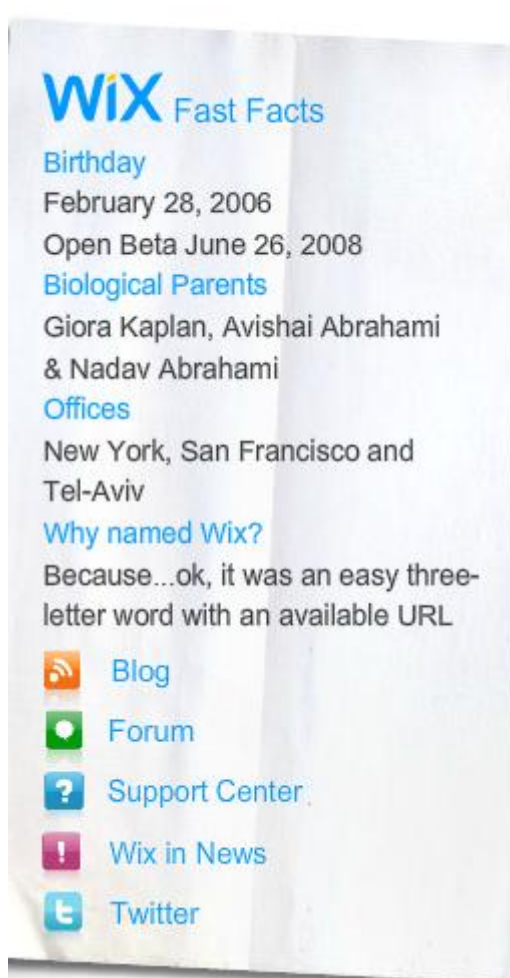 WiX Fast Facts
Birthday
February 28, 2006
Open Beta June 26, 2008
Biological Parents
Giora Kaplan, Avishai Abrahami
& Nadav Abrahami
Offices
New York, San Francisco and
Tel-Aviv
Why named Wix?
Because...ok, it was an easy three-
letter word with an available URL
Blog
Forum
? Support Center
! Wix in News
t Twitter